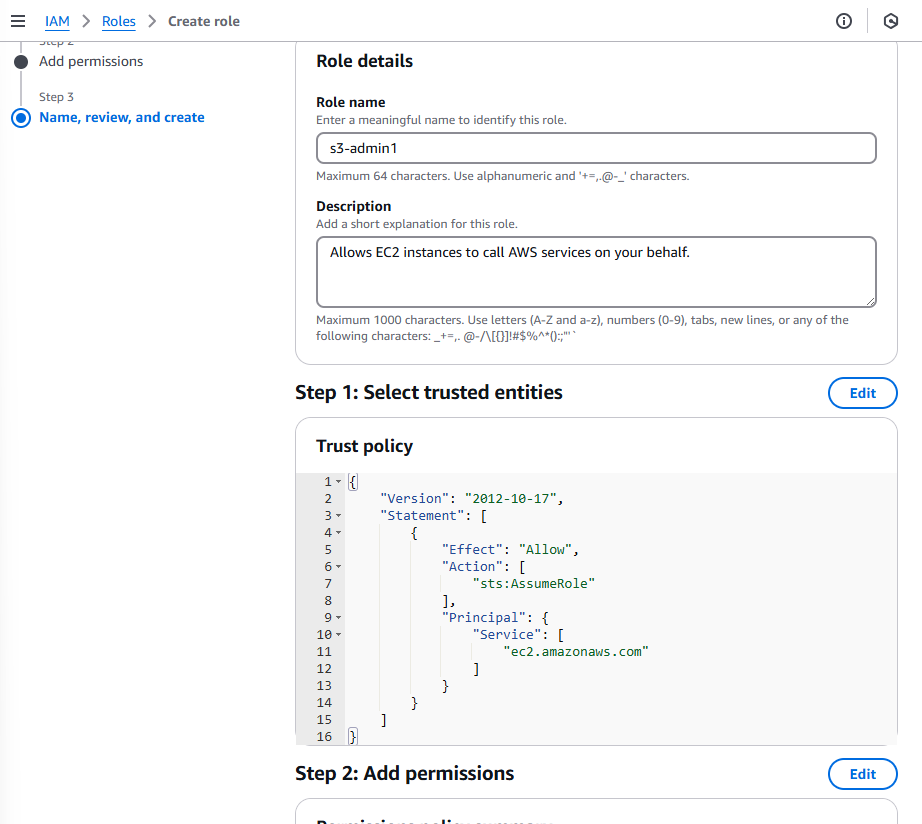 IAM > Roles > Create role
Step 2
Add permissions
Step 3
Name, review, and create
Role details
Role name
Enter a meaningful name to identify this role.
s3-admin1
Maximum 64 characters. Use alphanumeric and '+=,.@-_' characters.
Description
Add a short explanation for this role.
Allows EC2 instances to call AWS services on your behalf.
Maximum 1000 characters. Use letters (A-Z and a-z), numbers (0-9), tabs, new lines, or any of the
following characters: _+=,. @-/\[{}]!#$%^*();:"'`
Step 1: Select trusted entities
Edit
Trust policy
1 {
2 "Version": "2012-10-17",
3 "Statement": [
4 {
5 "Effect": "Allow",
6 "Action": [
7 "sts:AssumeRole"
8 ],
9 "Principal": {
10 "Service": [
11 "ec2.amazonaws.com"
12 ]
13 }
14 }
15 ]
16 }
Step 2: Add permissions
Edit
Permissions policy summary